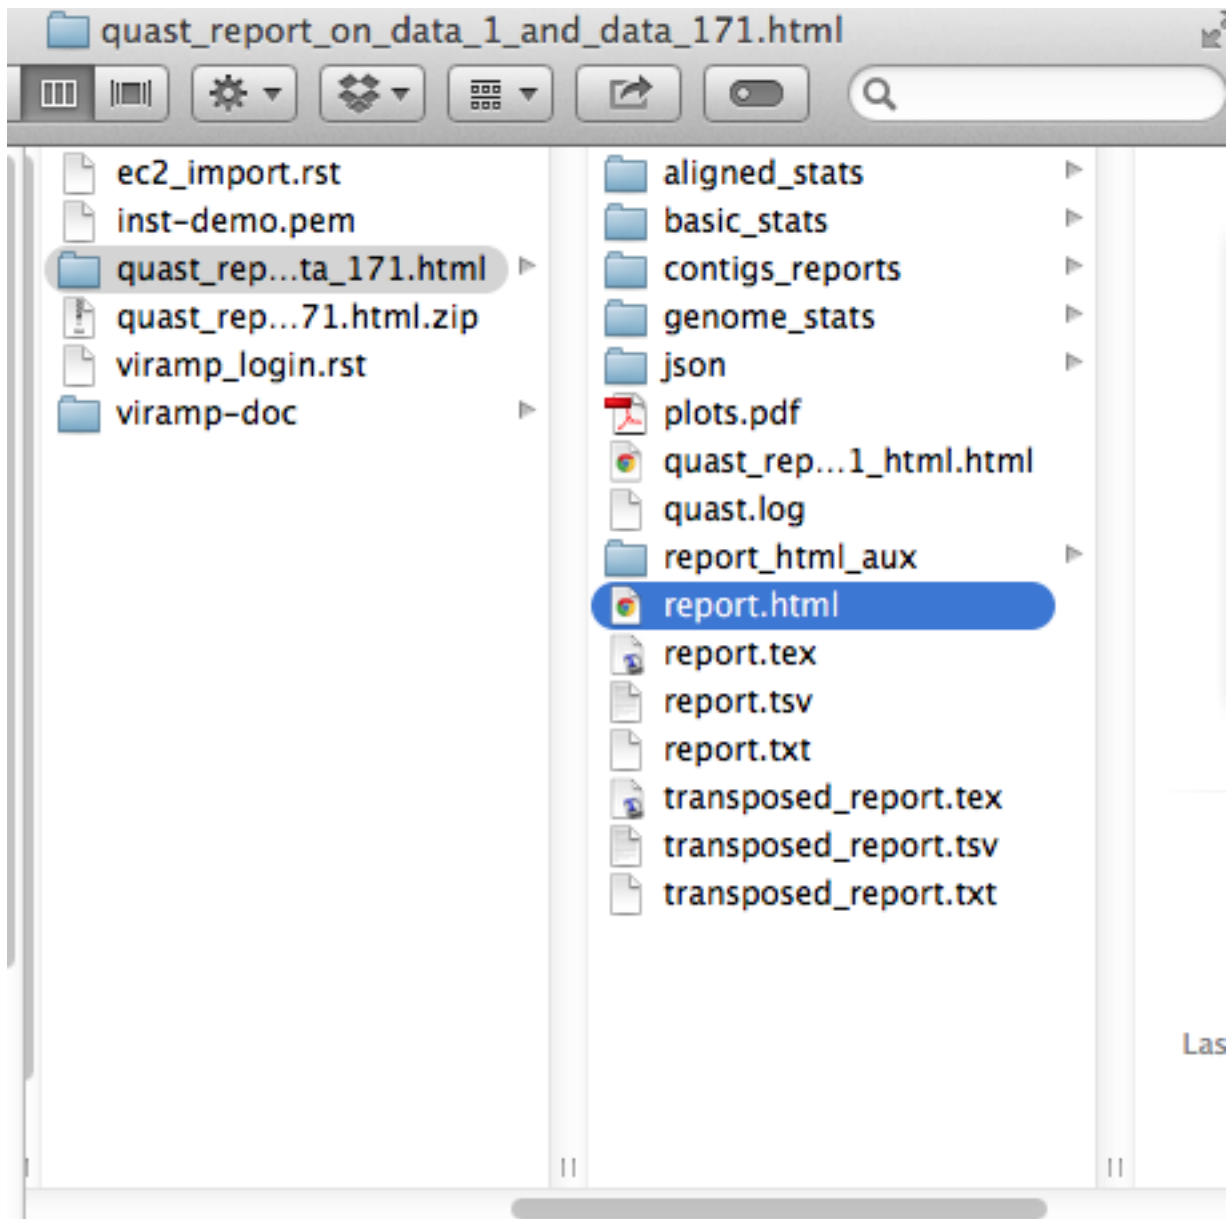 quast_report_on_data_1_and_data_171.html
ec2_import.rst
inst-demo.pem
quast_rep...ta_171.html
quast_rep...71.html.zip
viramp_login.rst
viramp-doc
aligned_stats
basic_stats
contigs_reports
genome_stats
json
plots.pdf
quast_rep...1_html.html
quast.log
report_html_aux
report.html
report.tex
report.tsv
report.txt
transposed_report.tex
transposed_report.tsv
transposed_report.txt
Las